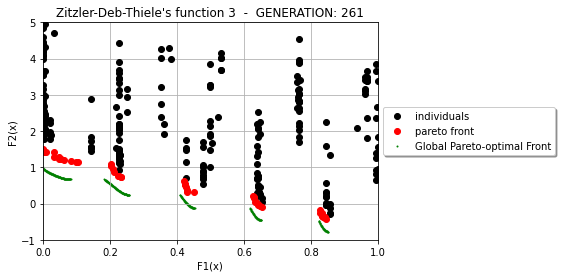 Zitzler-Deb-Thiele's function 3 - GENERATION: 261
5
4
3
2
1
0
−1
F2(x)
0.0 0.2 0.4 0.6 0.8 1.0
F1(x)
individuals
pareto front
Global Pareto-optimal Front